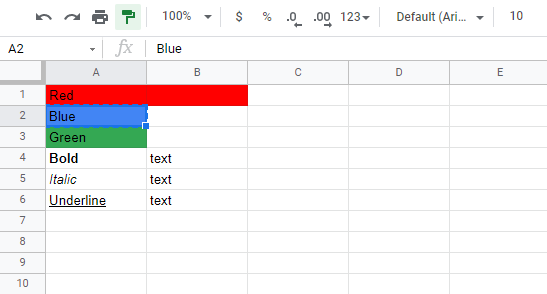 100% $ % .0 .00 123 Default (Ari... 10
A2 fx Blue
A B C D E
1 Red
2 Blue
3 Green
4 Bold text
5 Italic text
6 Underline text
7
8
9
10